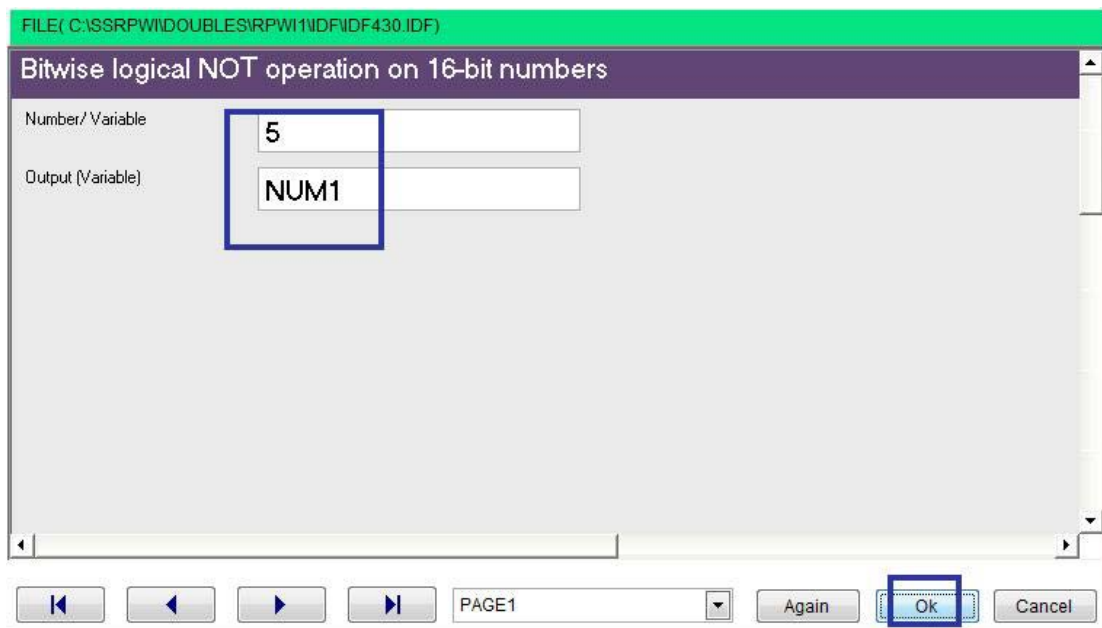 FILE( C:\SSRPWI\DOUBLES\RPWI1\IDF\IDF430.IDF)
Bitwise logical NOT operation on 16-bit numbers
Number/ Variable
5
Output (Variable)
NUM1
PAGE1
Again
Ok
Cancel